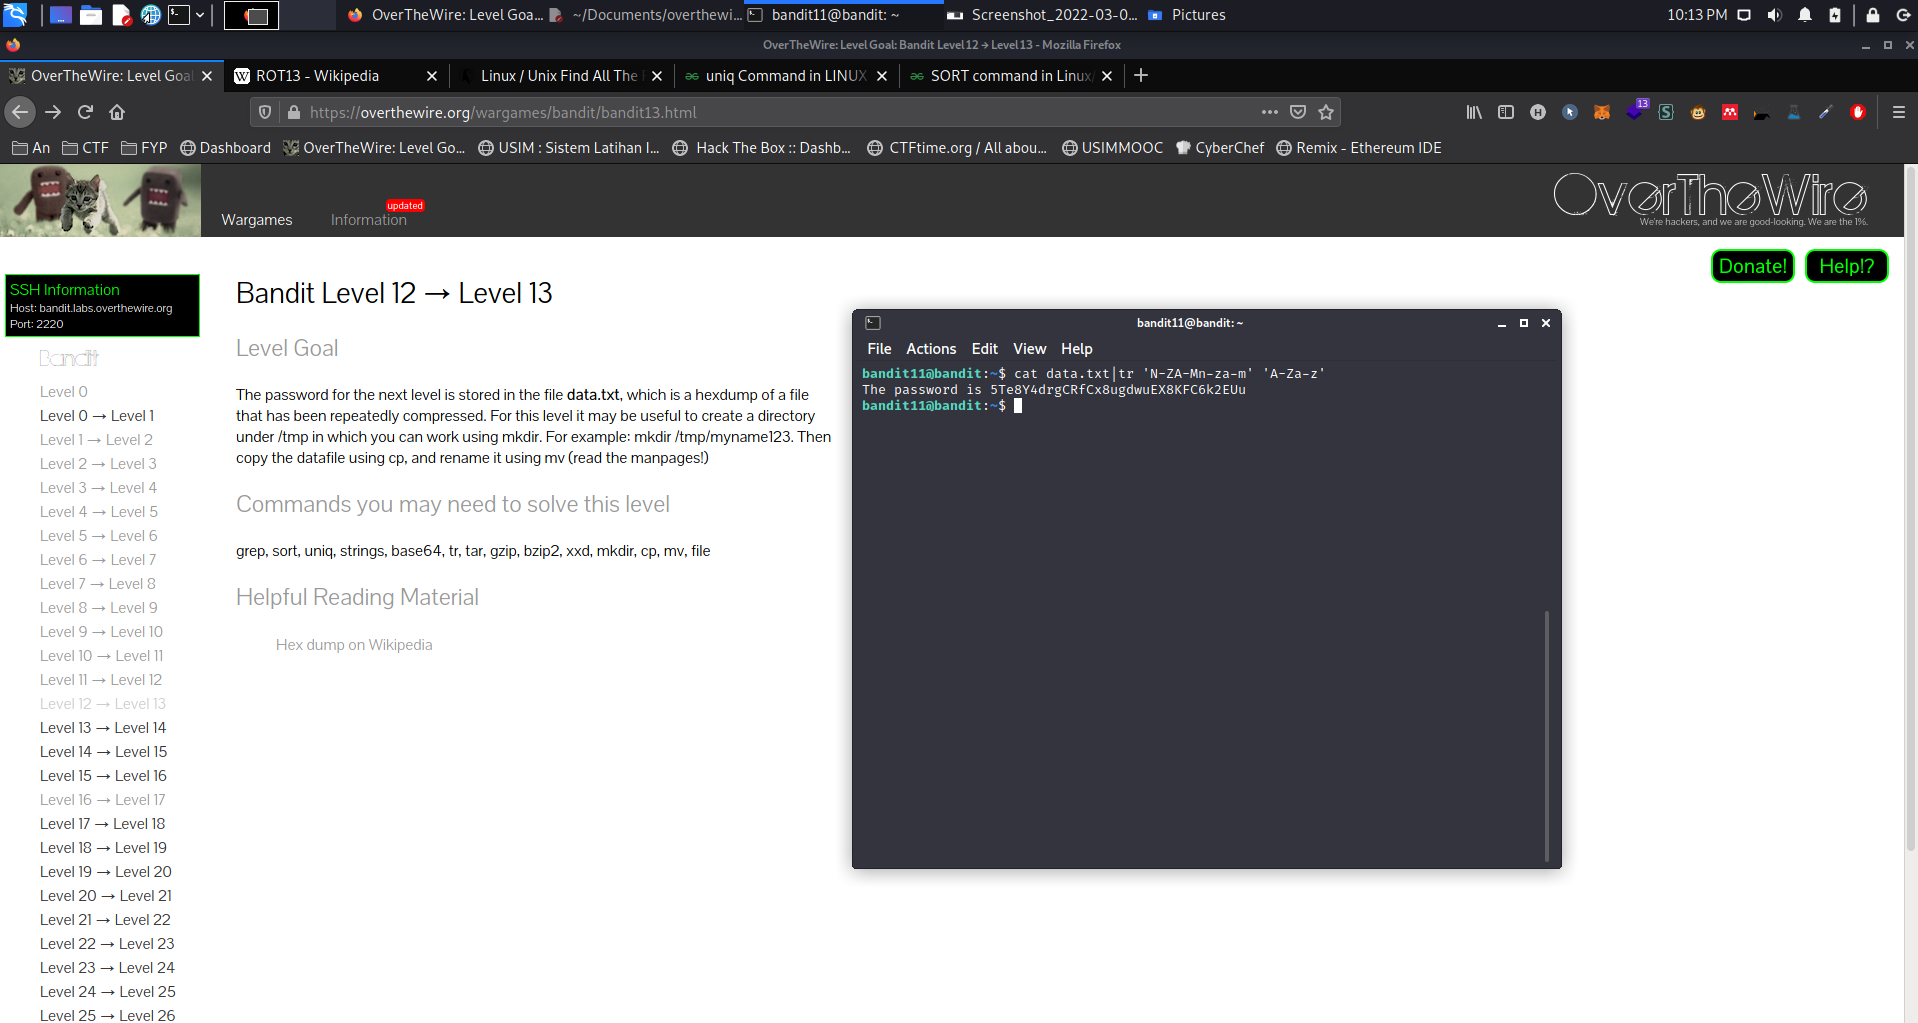 OverTheWire: Level Goa...
~/Documents/overthewi...
bandit11@bandit: ~
Screenshot_2022-03-0...
Pictures
10:13 PM
OverTheWire: Level Goal: Bandit Level 12 → Level 13 - Mozilla Firefox
OverTheWire: Level Goal
ROT13 - Wikipedia
Linux / Unix Find All The
uniq Command in LINUX
SORT command in Linux/
https://overthewire.org/wargames/bandit/bandit13.html
13
An
CTF
FYP
Dashboard
OverTheWire: Level Go...
USIM : Sistem Latihan I...
Hack The Box :: Dashb...
CTFtime.org / All abou...
USIMMOOC
CyberChef
Remix - Ethereum IDE
Wargames
Information
updated
OverTheWire
We're hackers, and we are good-looking. We are the 1%.
Donate!
Help!?
SSH Information
Host: bandit.labs.overthewire.org
Port: 2220
Bandit
Level 0
Level 0 → Level 1
Level 1 → Level 2
Level 2 → Level 3
Level 3 → Level 4
Level 4 → Level 5
Level 5 → Level 6
Level 6 → Level 7
Level 7 → Level 8
Level 8 → Level 9
Level 9 → Level 10
Level 10 → Level 11
Level 11 → Level 12
Level 12 → Level 13
Level 13 → Level 14
Level 14 → Level 15
Level 15 → Level 16
Level 16 → Level 17
Level 17 → Level 18
Level 18 → Level 19
Level 19 → Level 20
Level 20 → Level 21
Level 21 → Level 22
Level 22 → Level 23
Level 23 → Level 24
Level 24 → Level 25
Level 25 → Level 26
Bandit Level 12 → Level 13
Level Goal
The password for the next level is stored in the file data.txt, which is a hexdump of a file
that has been repeatedly compressed. For this level it may be useful to create a directory
under /tmp in which you can work using mkdir. For example: mkdir /tmp/myname123. Then
copy the datafile using cp, and rename it using mv (read the manpages!)
Commands you may need to solve this level
grep, sort, uniq, strings, base64, tr, tar, gzip, bzip2, xxd, mkdir, cp, mv, file
Helpful Reading Material
Hex dump on Wikipedia
bandit11@bandit: ~
File Actions Edit View Help
bandit11@bandit:~$ cat data.txt|tr 'N-ZA-Mn-za-m' 'A-Za-z'
The password is 5Te8Y4drgCRfCx8ugdwuEX8KFC6k2EUu
bandit11@bandit:~$